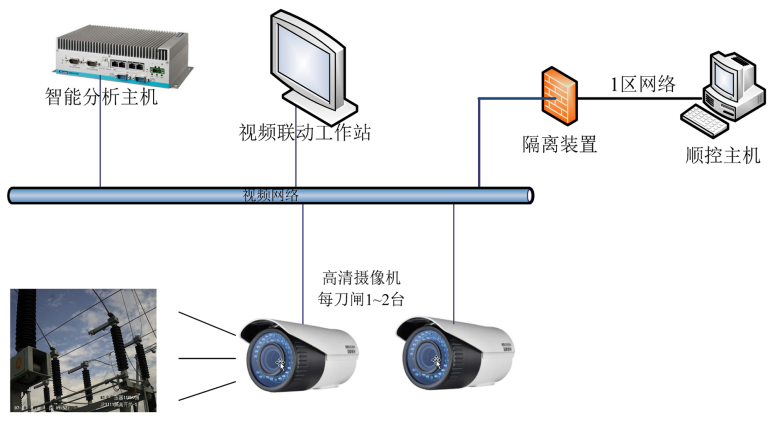 智能分析主机
视频联动工作站
1区网络
隔离装置
顺控主机
视频网络
高清摄像机
每刀闸1~2台